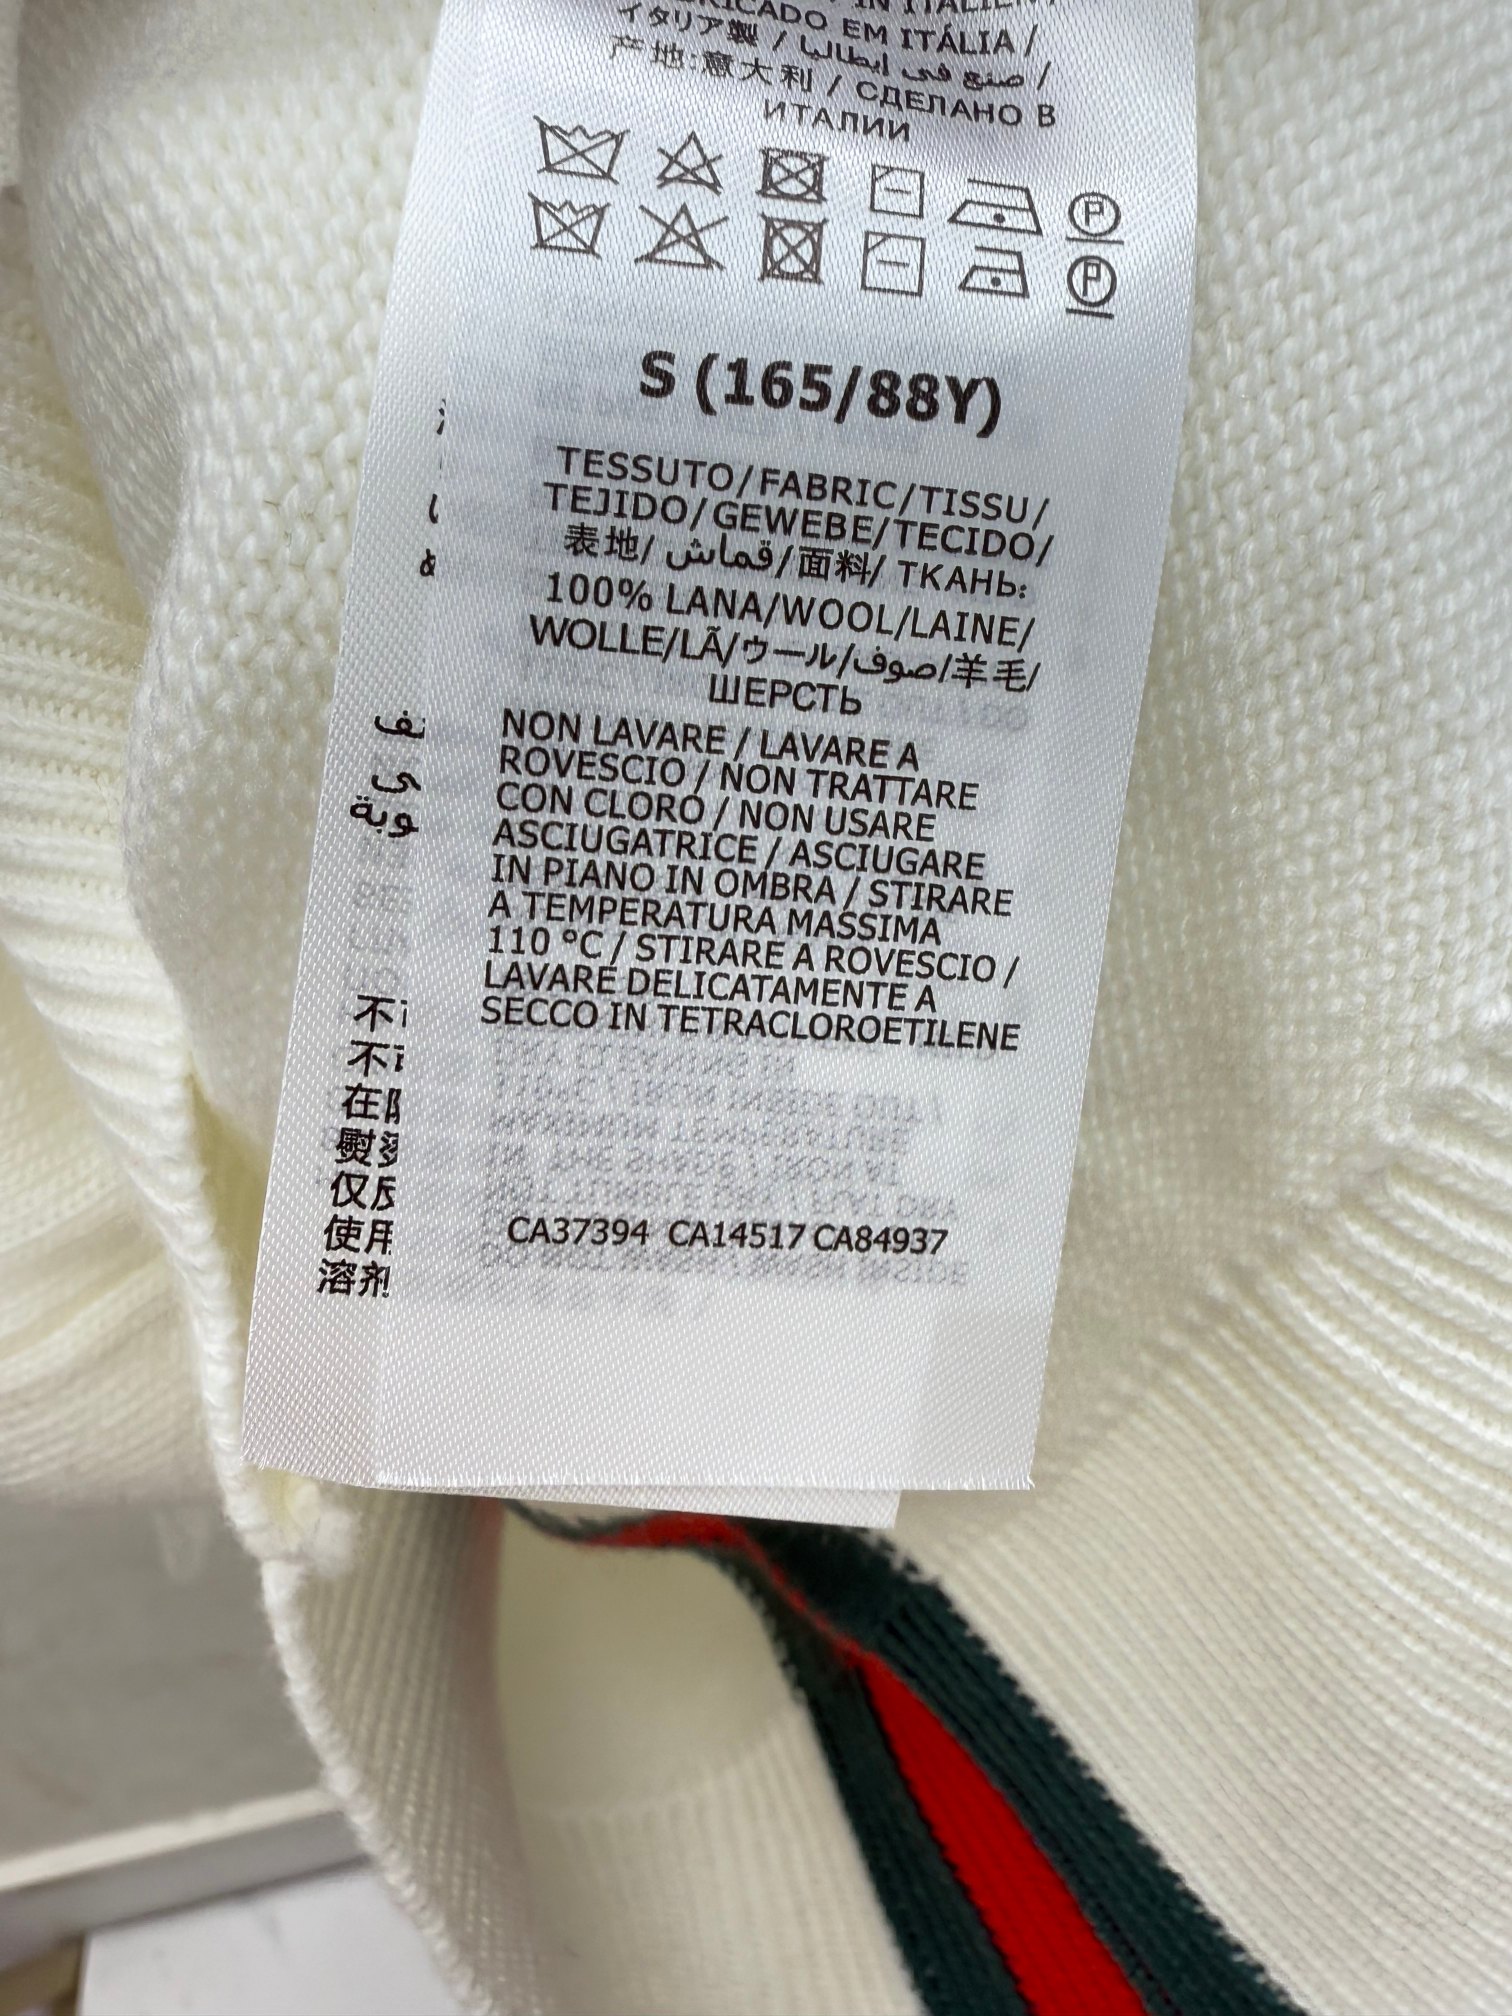 IN ITALIEN /
FABRICADO EM ITÁLIA /
イタリア製 / صنع في إيطاليا /
产地:意大利 / СДЕЛАНО В
ИТАЛИИ
P
P
S (165/88Y)
TESSUTO/FABRIC/TISSU/
TEJIDO/GEWEBE/TECIDO/
表地/ قماش/面料/ ТКАНЬ:
100% LANA/WOOL/LAINE/
WOLLE/LÃ/ウール/صوف/羊毛/
ШЕРСТЬ
NON LAVARE / LAVARE A
ROVESCIO / NON TRATTARE
CON CLORO / NON USARE
ASCIUGATRICE / ASCIUGARE
IN PIANO IN OMBRA / STIRARE
A TEMPERATURA MASSIMA
110 °C / STIRARE A ROVESCIO /
LAVARE DELICATAMENTE A
SECCO IN TETRACLOROETILENE
CA37394 CA14517 CA84937
不
不
在
熨
仅
使用
溶剂